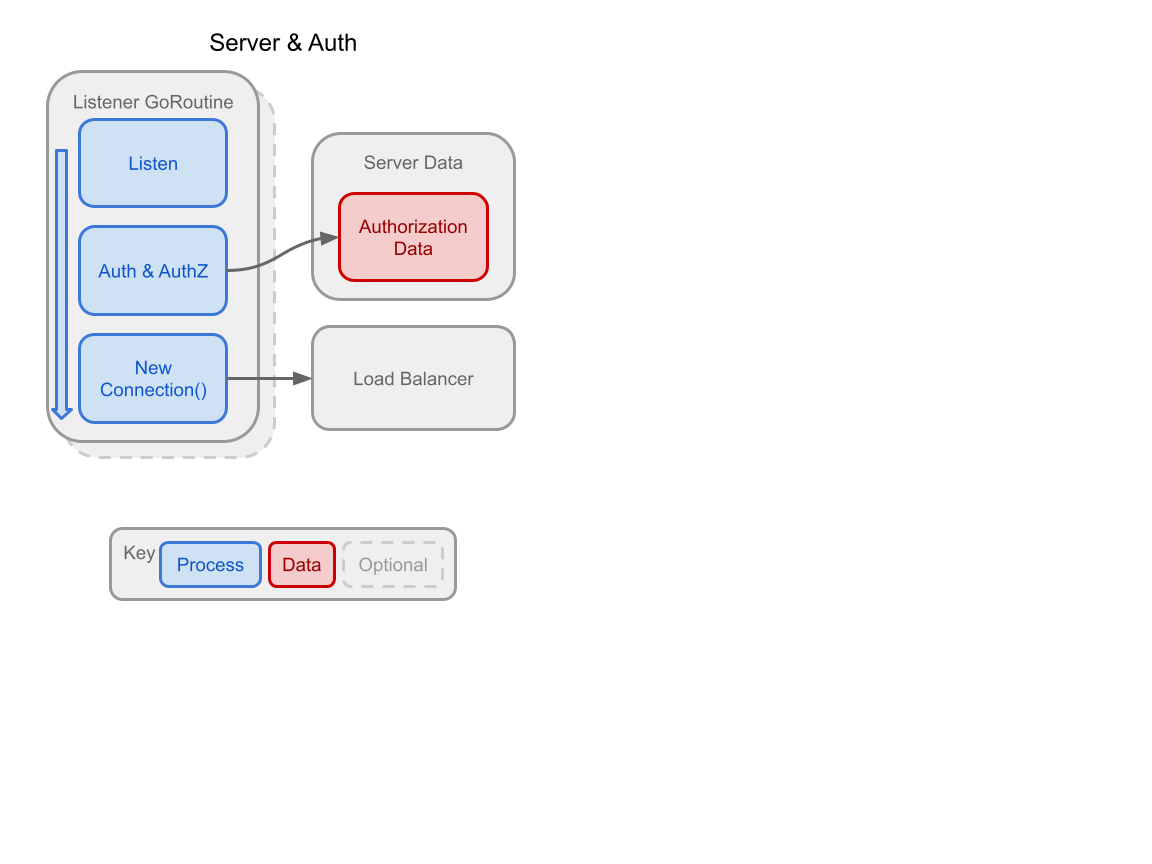 Server & Auth
Listener GoRoutine
Listen
Auth & AuthZ
New
Connection()
Server Data
Authorization
Data
Load Balancer
Key
Process
Data
Optional